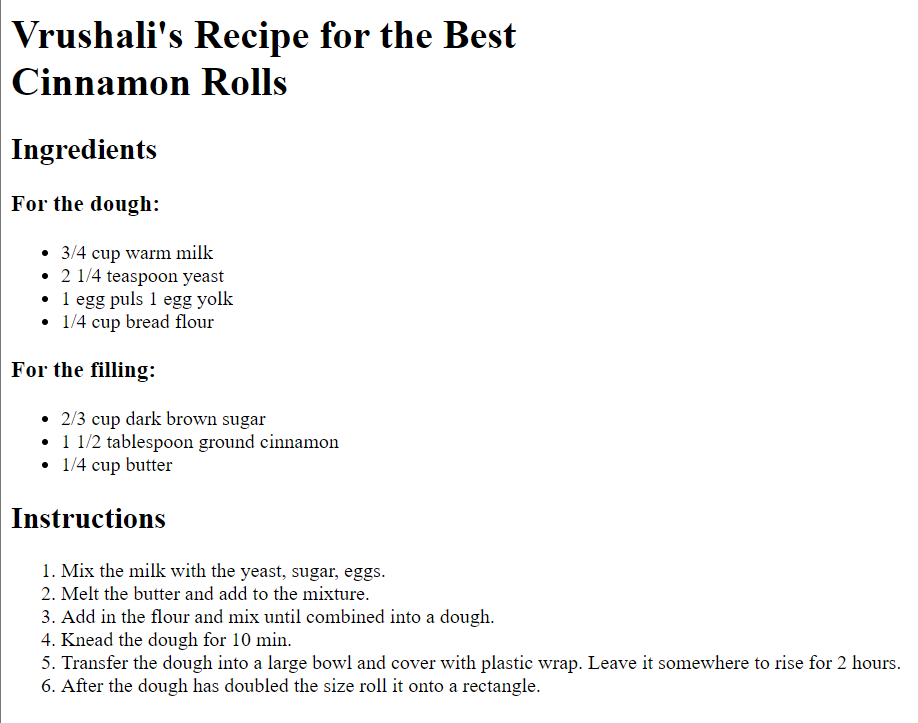 Vrushali's Recipe for the Best
Cinnamon Rolls
Ingredients
For the dough:
• 3/4 cup warm milk
• 2 1/4 teaspoon yeast
• 1 egg puls 1 egg yolk
• 1/4 cup bread flour
For the filling:
• 2/3 cup dark brown sugar
• 1 1/2 tablespoon ground cinnamon
• 1/4 cup butter
Instructions
1. Mix the milk with the yeast, sugar, eggs.
2. Melt the butter and add to the mixture.
3. Add in the flour and mix until combined into a dough.
4. Knead the dough for 10 min.
5. Transfer the dough into a large bowl and cover with plastic wrap. Leave it somewhere to rise for 2 hours.
6. After the dough has doubled the size roll it onto a rectangle.